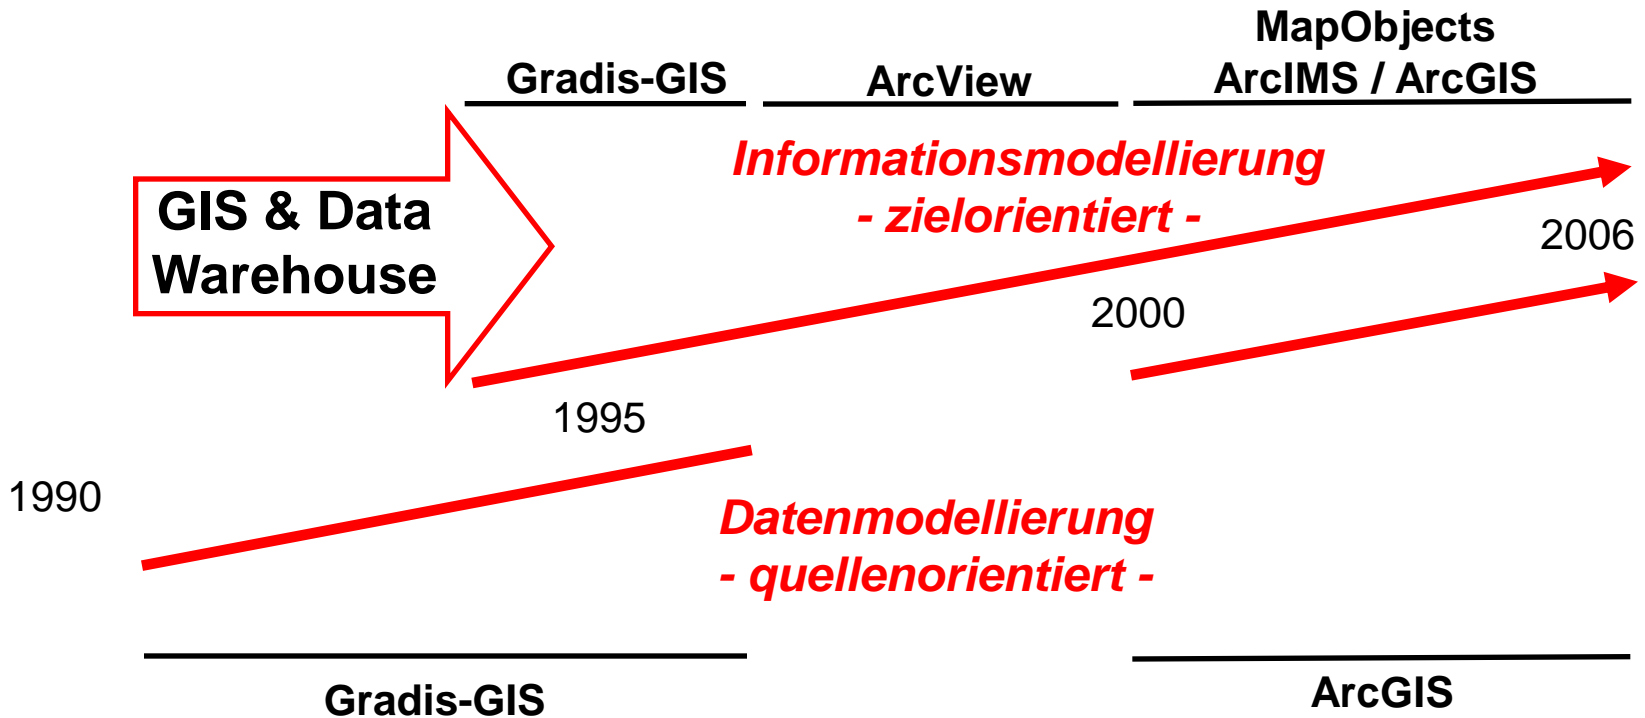 MapObjects
Gradis-GIS
ArcView
ArcIMS / ArcGIS
Informationsmodellierung
- zielorientiert -
GIS & Data
Warehouse
2006
2000
1995
1990
Datenmodellierung
- quellenorientiert -
Gradis-GIS
ArcGIS